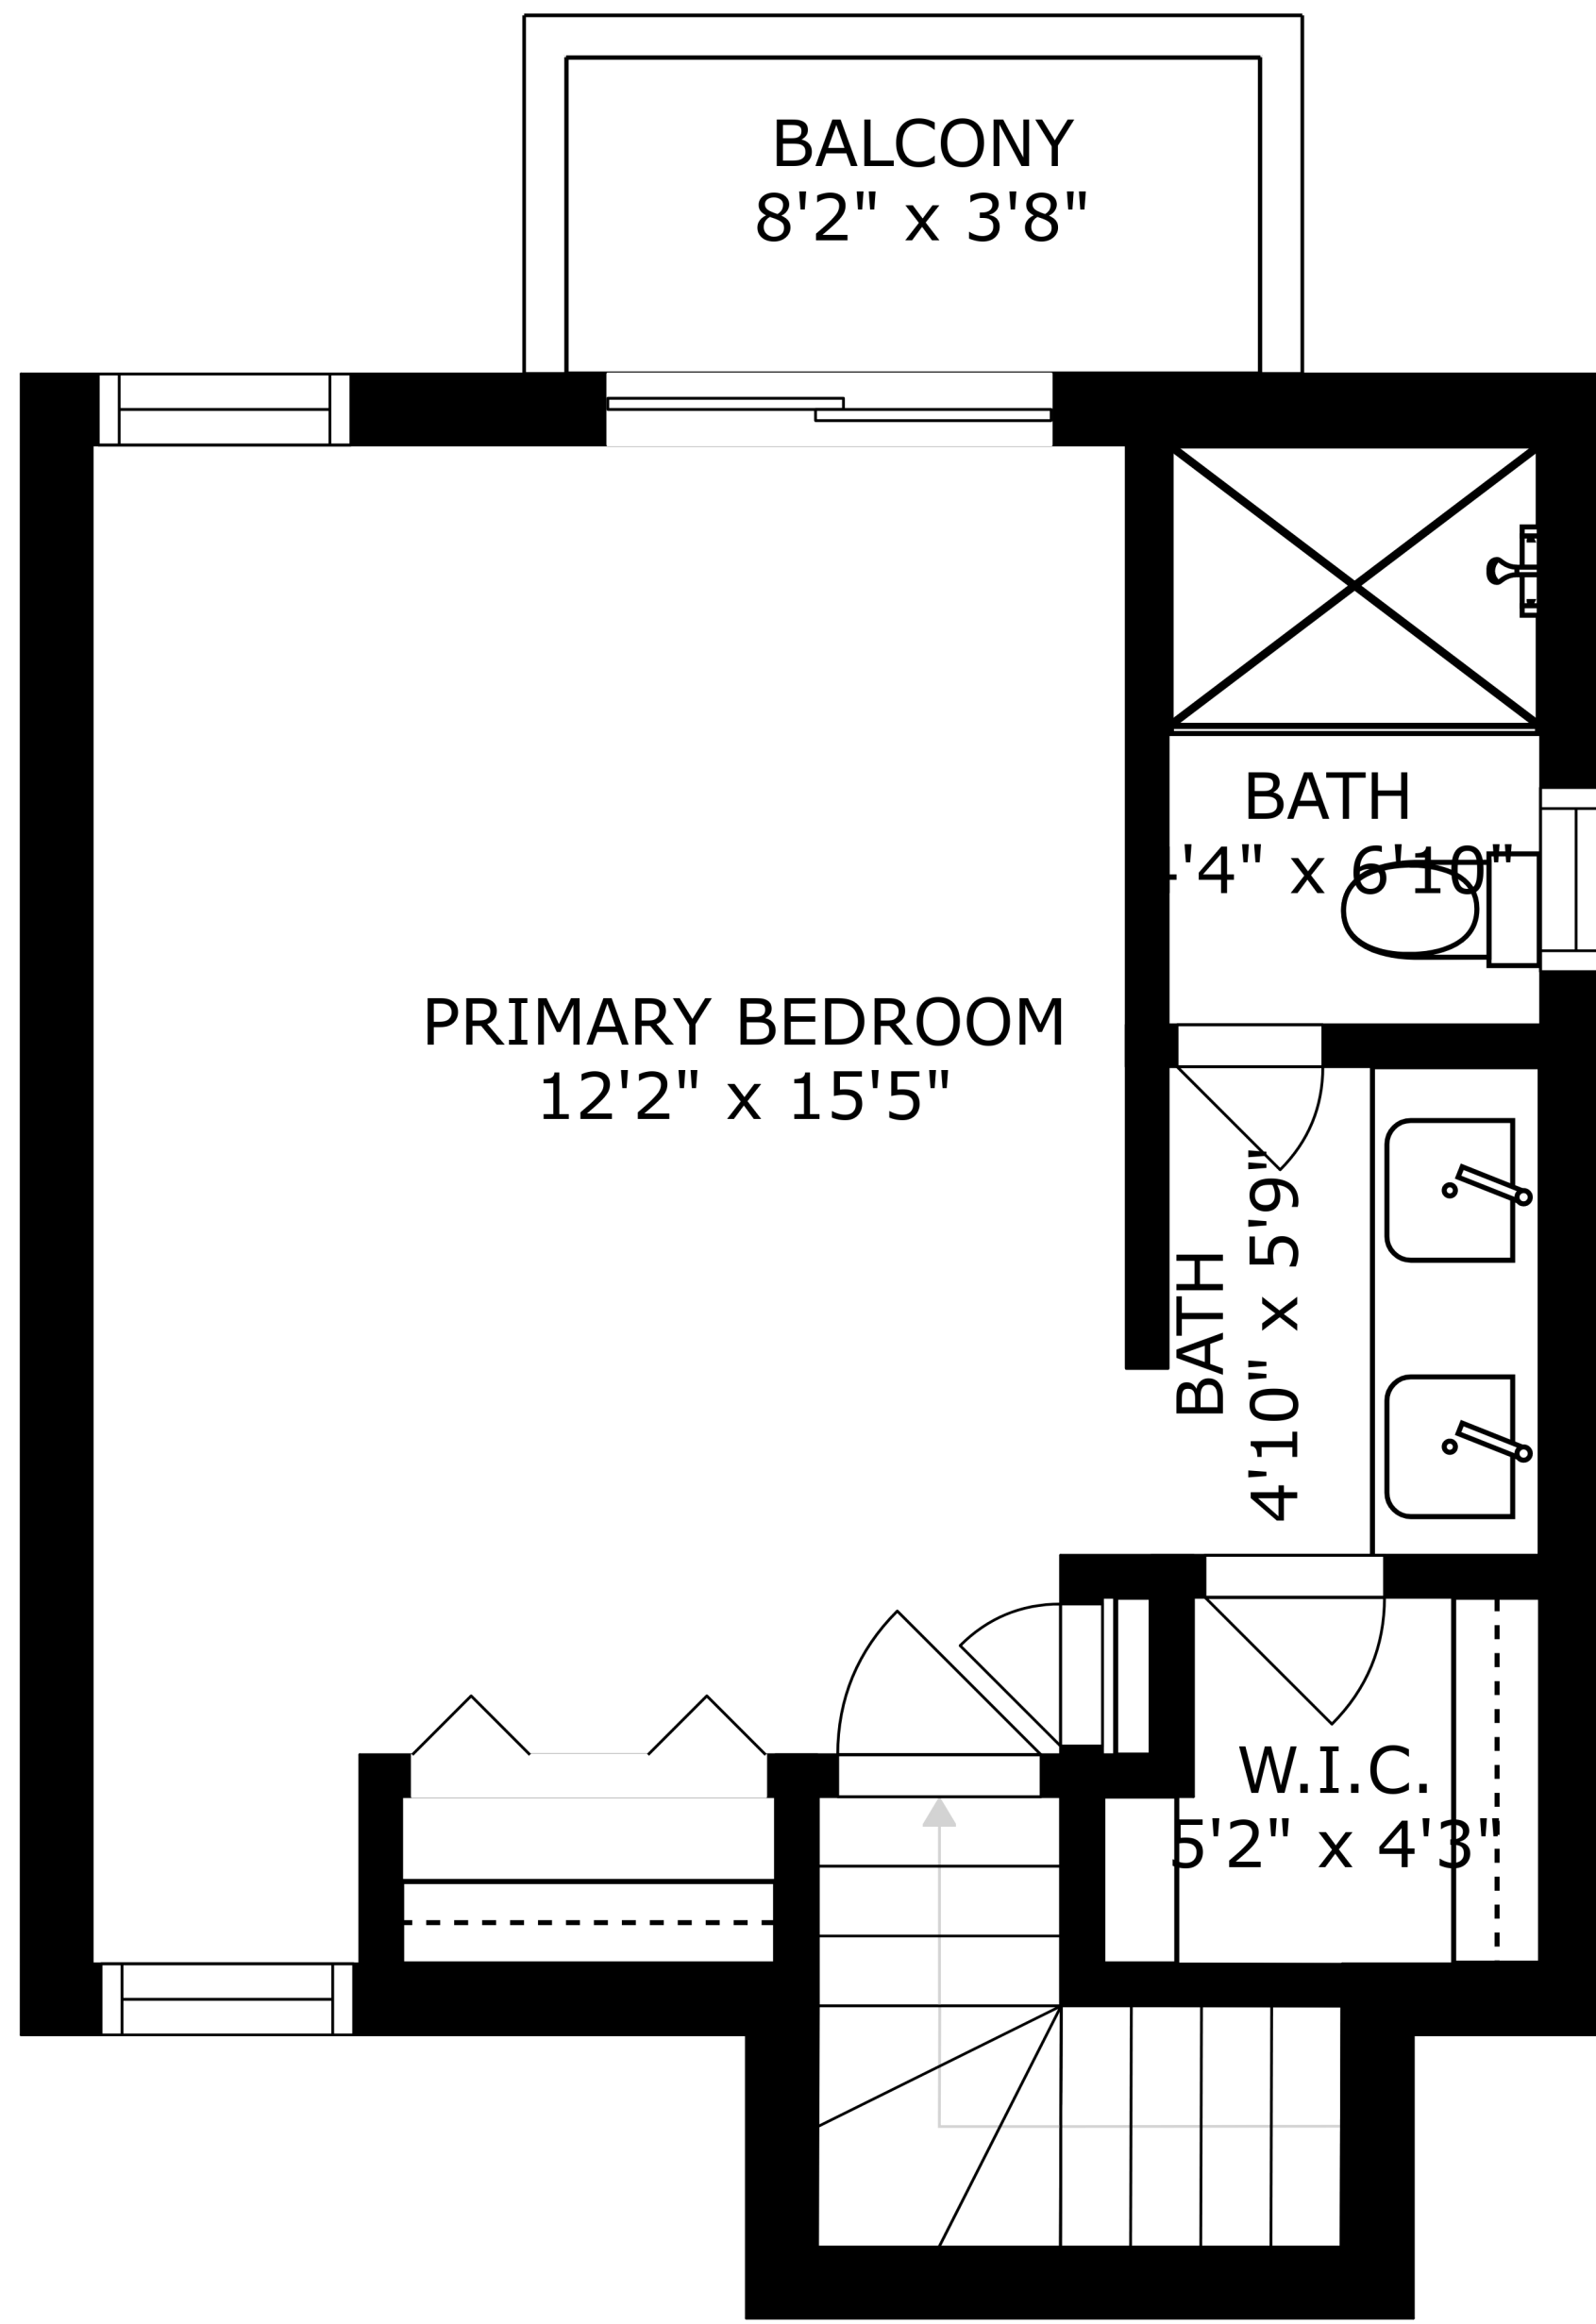 BALCONY
8'2" x 3'8"
BATH
'4" x 6'10"
PRIMARY BEDROOM
12'2" x 15'5"
BATH
4'10" x 5'9"
W.I.C.
5'2" x 4'3"